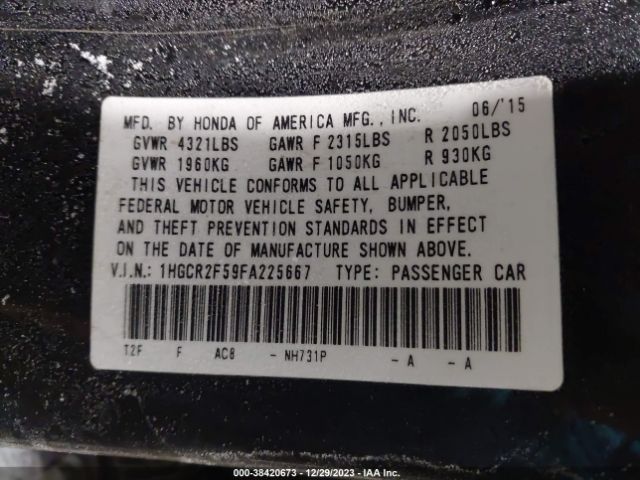 MFD. BY HONDA OF AMERICA MFG., INC. 06/'15
GVWR 4321LBS GAWR F 2315LBS R 2050LBS
GVWR 1960KG GAWR F 1050KG R 930KG
THIS VEHICLE CONFORMS TO ALL APPLICABLE
FEDERAL MOTOR VEHICLE SAFETY, BUMPER,
AND THEFT PREVENTION STANDARDS IN EFFECT
ON THE DATE OF MANUFACTURE SHOWN ABOVE.
V.I.N.: 1HGCR2F59FA225667 TYPE: PASSENGER CAR
T2F F AC8 - NH731P - A - A
000-38420673 - 12/29/2023 - IAA Inc.